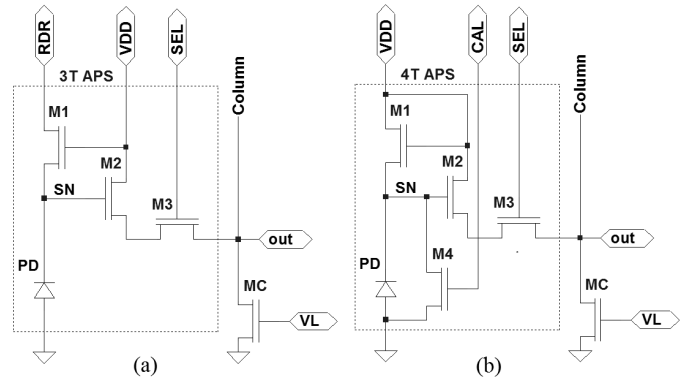 RDR
VDD
SEL
3T APS
Column
M1
M2
SN
M3
out
PD
MC
VL
(a)
VDD
CAL
SEL
4T APS
Column
M1
M2
SN
M3
out
M4
PD
MC
VL
(b)